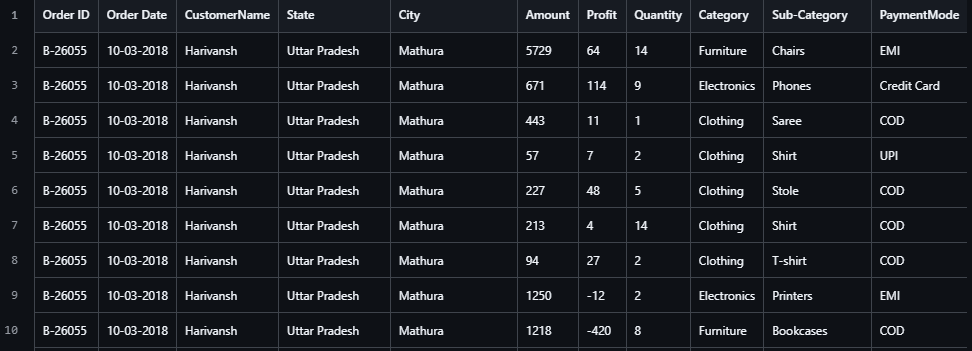 1 Order ID Order Date CustomerName State City Amount Profit Quantity Category Sub-Category PaymentMode
2 B-26055 10-03-2018 Harivansh Uttar Pradesh Mathura 5729 64 14 Furniture Chairs EMI
3 B-26055 10-03-2018 Harivansh Uttar Pradesh Mathura 671 114 9 Electronics Phones Credit Card
4 B-26055 10-03-2018 Harivansh Uttar Pradesh Mathura 443 11 1 Clothing Saree COD
5 B-26055 10-03-2018 Harivansh Uttar Pradesh Mathura 57 7 2 Clothing Shirt UPI
6 B-26055 10-03-2018 Harivansh Uttar Pradesh Mathura 227 48 5 Clothing Stole COD
7 B-26055 10-03-2018 Harivansh Uttar Pradesh Mathura 213 4 14 Clothing Shirt COD
8 B-26055 10-03-2018 Harivansh Uttar Pradesh Mathura 94 27 2 Clothing T-shirt COD
9 B-26055 10-03-2018 Harivansh Uttar Pradesh Mathura 1250 -12 2 Electronics Printers EMI
10 B-26055 10-03-2018 Harivansh Uttar Pradesh Mathura 1218 -420 8 Furniture Bookcases COD